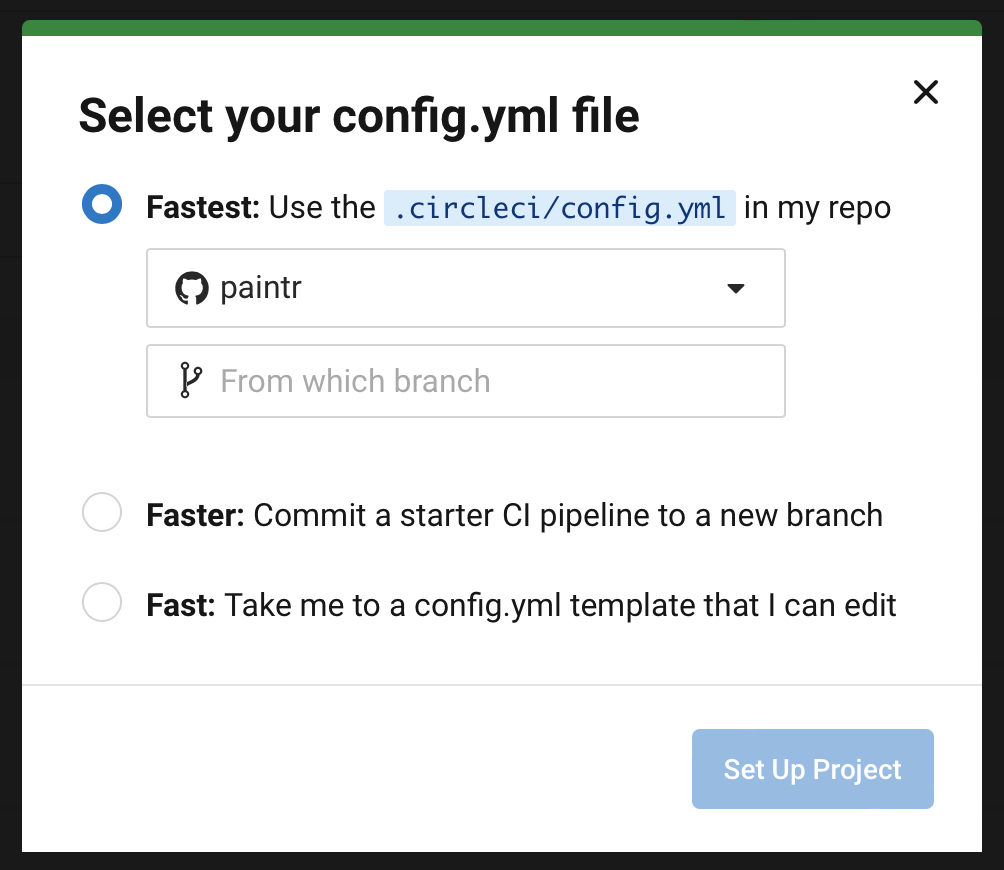 Select your config.yml file
Fastest: Use the .circleci/config.yml in my repo
paintr
From which branch
Faster: Commit a starter CI pipeline to a new branch
Fast: Take me to a config.yml template that I can edit
Set Up Project